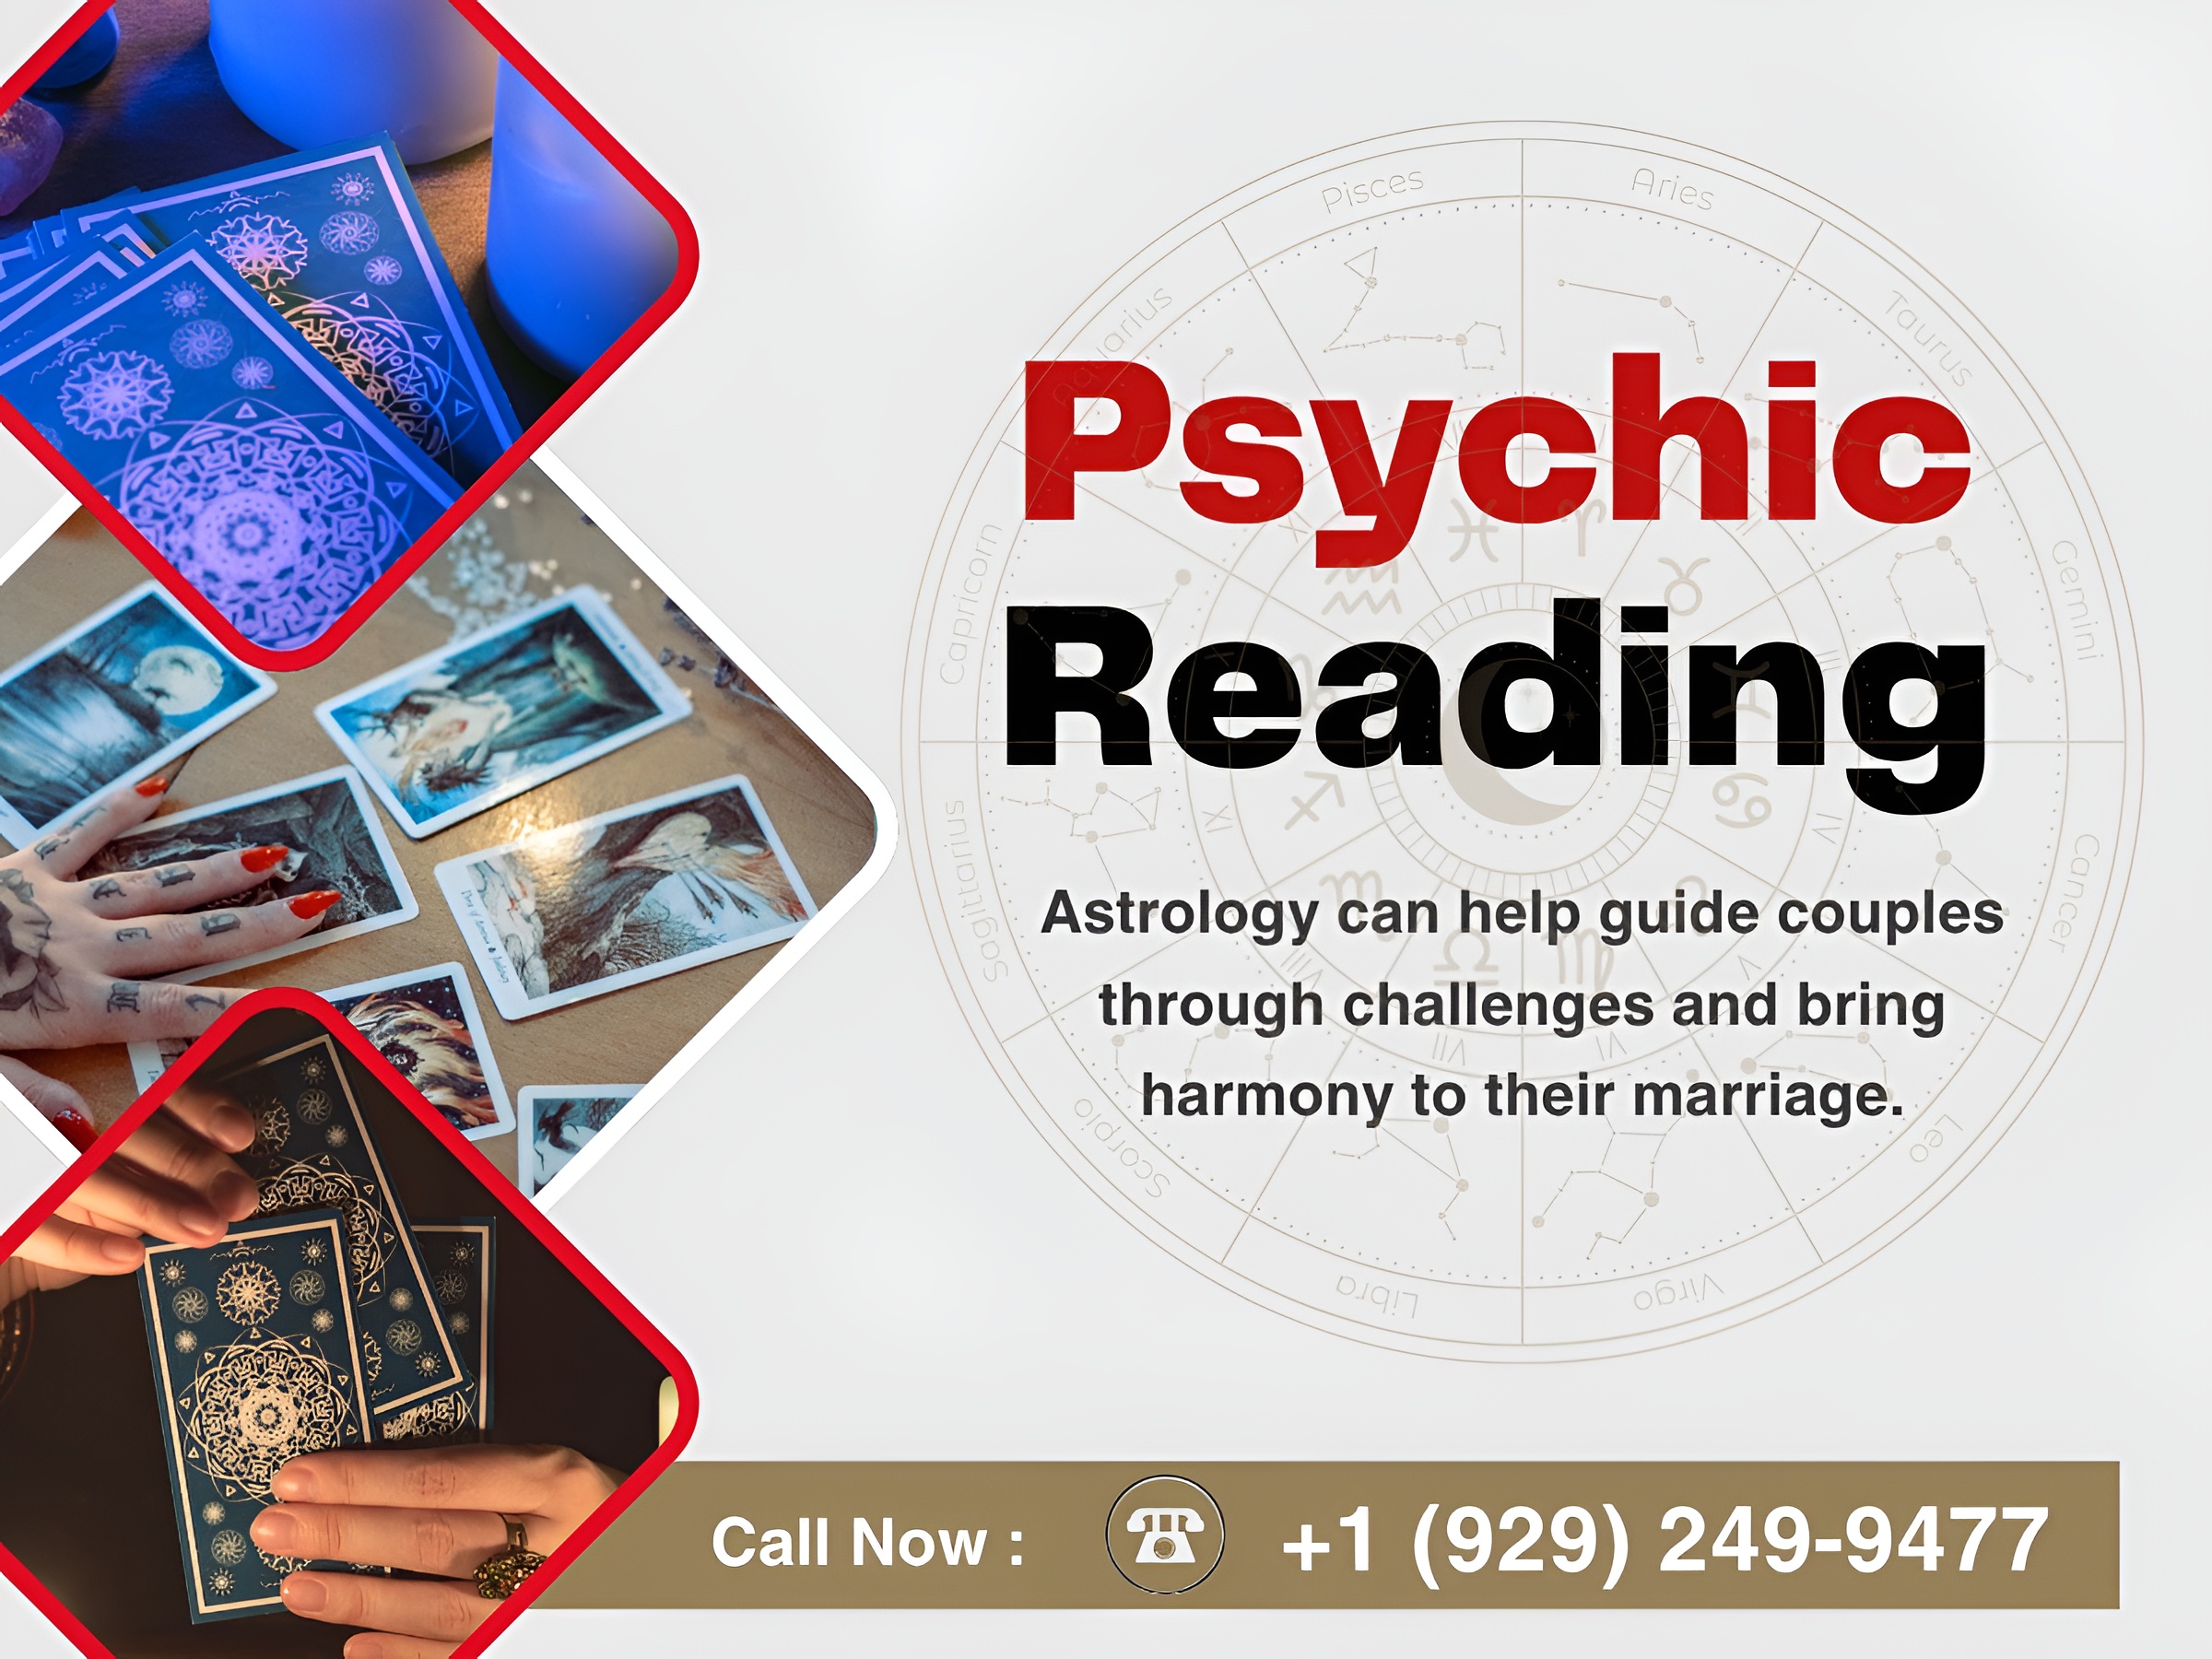 Psychic
Reading
Astrology can help guide couples
through challenges and bring
harmony to their marriage.
Call Now :
+1 (929) 249-9477
Pisces
Aries
Taurus
Gemini
Cancer
Leo
Virgo
Libra
Scorpio
Sagittarius
Capricorn
Aquarius